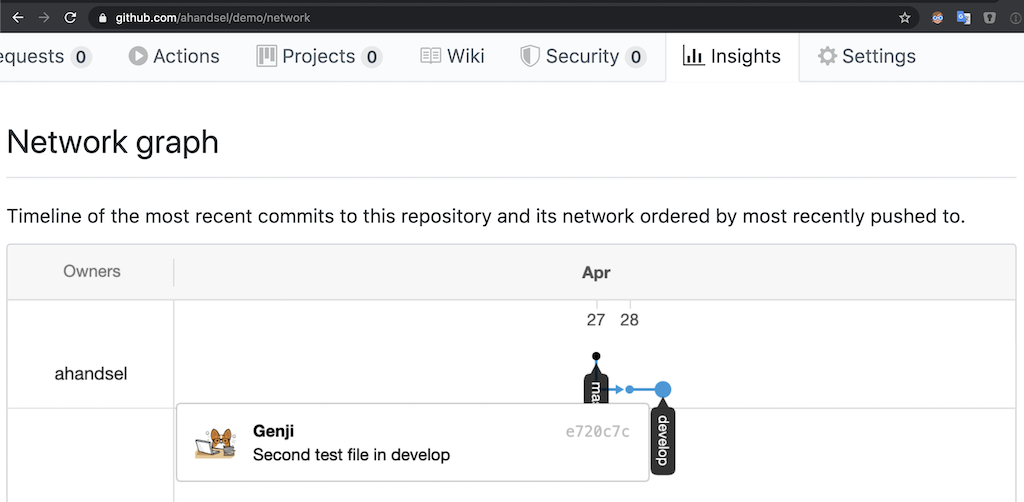 github.com/ahandsel/demo/network
equests 0 Actions Projects 0 Wiki Security 0 Insights Settings
Network graph
Timeline of the most recent commits to this repository and its network ordered by most recently pushed to.
Owners Apr
27 28
ahandsel
mas
develop
Genji e720c7c
Second test file in develop